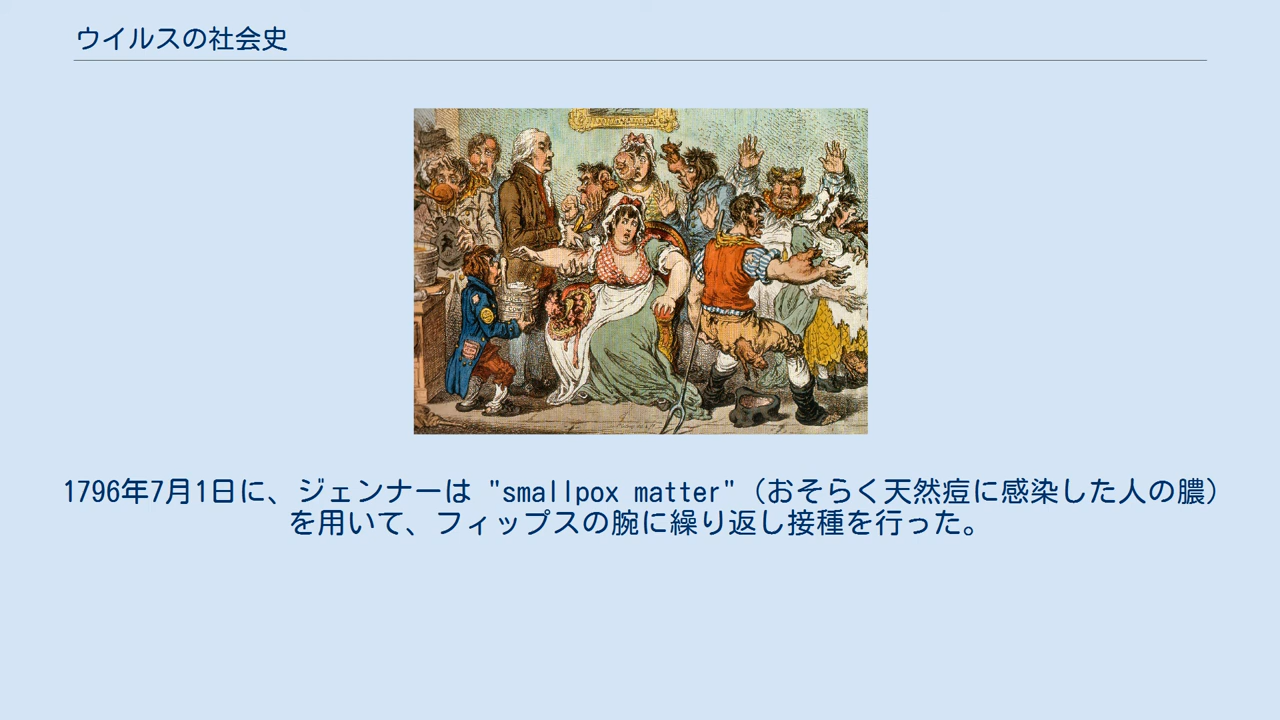 ウイルスの社会史
1796年7月1日に、ジェンナーは "smallpox matter"（おそらく天然痘に感染した人の膿）
を用いて、フィップスの腕に繰り返し接種を行った。